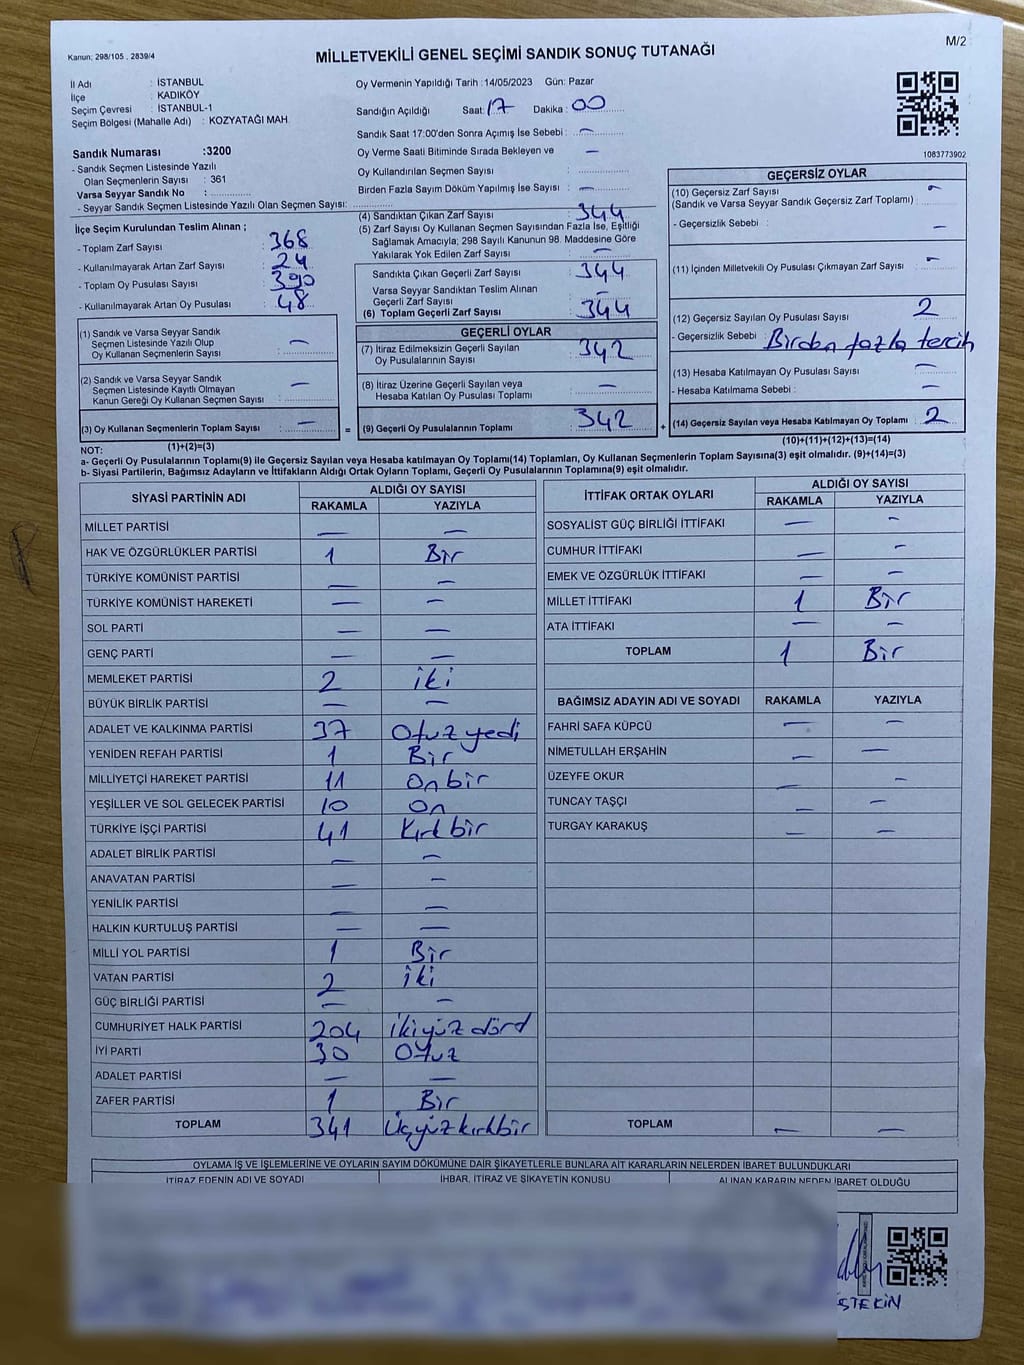 M/2
Kanun: 298/105 , 2839/4
MİLLETVEKİLİ GENEL SEÇİMİ SANDIK SONUÇ TUTANAĞI
İl Adı : İSTANBUL
İlçe : KADIKÖY
Seçim Çevresi : İSTANBUL-1
Seçim Bölgesi (Mahalle Adı) : KOZYATAĞI MAH.
Sandık Numarası :3200
- Sandık Seçmen Listesinde Yazılı
Olan Seçmenlerin Sayısı : 361
Varsa Seyyar Sandık No :
- Seyyar Sandık Seçmen Listesinde Yazılı Olan Seçmen Sayısı:
Oy Vermenin Yapıldığı Tarih :14/05/2023 Gün: Pazar
Sandığın Açıldığı Saat: 17 Dakika : 00
Sandık Saat 17:00'den Sonra Açımış İse Sebebi : —
Oy Verme Saati Bitiminde Sırada Bekleyen ve —
Oy Kullandırılan Seçmen Sayısı :
Birden Fazla Sayım Döküm Yapılmış İse Sayısı : —
1083773902
İlçe Seçim Kurulundan Teslim Alınan ;
- Toplam Zarf Sayısı : 368
- Kullanılmayarak Artan Zarf Sayısı : 24
- Toplam Oy Pusulası Sayısı : 390
- Kullanılmayarak Artan Oy Pusulası : 48
(4) Sandıktan Çıkan Zarf Sayısı : 344
(5) Zarf Sayısı Oy Kullanan Seçmen Sayısından Fazla İse, Eşitliği
Sağlamak Amacıyla; 298 Sayılı Kanunun 98. Maddesine Göre
Yakılarak Yok Edilen Zarf Sayısı : —
Sandıkta Çıkan Geçerli Zarf Sayısı : 344
Varsa Seyyar Sandıktan Teslim Alınan
Geçerli Zarf Sayısı : —
(6) Toplam Geçerli Zarf Sayısı : 344
GEÇERSİZ OYLAR
(10) Geçersiz Zarf Sayısı : —
(Sandık ve Varsa Seyyar Sandık Geçersiz Zarf Toplamı)
- Geçersizlik Sebebi : —
(11) İçinden Milletvekili Oy Pusulası Çıkmayan Zarf Sayısı : —
(12) Geçersiz Sayılan Oy Pusulası Sayısı : 2
- Geçersizlik Sebebi : Birden fazla tercih
(13) Hesaba Katılmayan Oy Pusulası Sayısı : —
- Hesaba Katılmama Sebebi : —
(14) Geçersiz Sayılan veya Hesaba Katılmayan Oy Toplamı : 2
(10)+(11)+(12)+(13)=(14)
(1) Sandık ve Varsa Seyyar Sandık
Seçmen Listesinde Yazılı Olup
Oy Kullanan Seçmenlerin Sayısı : —
(2) Sandık ve Varsa Seyyar Sandık
Seçmen Listesinde Kayıtlı Olmayan
Kanun Gereği Oy Kullanan Seçmen Sayısı : —
(3) Oy Kullanan Seçmenlerin Toplam Sayısı : —
(1)+(2)=(3)
=
GEÇERLİ OYLAR
(7) İtiraz Edilmeksizin Geçerli Sayılan
Oy Pusulalarının Sayısı : 342
(8) İtiraz Üzerine Geçerli Sayılan veya
Hesaba Katılan Oy Pusulası Toplamı : —
(9) Geçerli Oy Pusulalarının Toplamı : 342
+
NOT:
a- Geçerli Oy Pusulalarının Toplamı(9) ile Geçersiz Sayılan veya Hesaba katılmayan Oy Toplamı(14) Toplamları, Oy Kullanan Seçmenlerin Toplam Sayısına(3) eşit olmalıdır. (9)+(14)=(3)
b- Siyasi Partilerin, Bağımsız Adayların ve İttifakların Aldığı Ortak Oyların Toplamı, Geçerli Oy Pusulalarının Toplamına(9) eşit olmalıdır.
SİYASİ PARTİNİN ADI ALDIĞI OY SAYISI
RAKAMLA YAZIYLA
MİLLET PARTİSİ — —
HAK VE ÖZGÜRLÜKLER PARTİSİ 1 Bir
TÜRKİYE KOMÜNİST PARTİSİ — —
TÜRKİYE KOMÜNİST HAREKETİ — —
SOL PARTİ — —
GENÇ PARTİ — —
MEMLEKET PARTİSİ 2 iki
BÜYÜK BİRLİK PARTİSİ — —
ADALET VE KALKINMA PARTİSİ 37 Otuz yedi
YENİDEN REFAH PARTİSİ 1 Bir
MİLLİYETÇİ HAREKET PARTİSİ 11 On bir
YEŞİLLER VE SOL GELECEK PARTİSİ 10 On
TÜRKİYE İŞÇİ PARTİSİ 41 Kırk bir
ADALET BİRLİK PARTİSİ — —
ANAVATAN PARTİSİ — —
YENİLİK PARTİSİ — —
HALKIN KURTULUŞ PARTİSİ — —
MİLLİ YOL PARTİSİ 1 Bir
VATAN PARTİSİ 2 iki
GÜÇ BİRLİĞİ PARTİSİ — —
CUMHURİYET HALK PARTİSİ 204 ikiyüz dörd
İYİ PARTİ 30 Otuz
ADALET PARTİSİ — —
ZAFER PARTİSİ 1 Bir
TOPLAM 341 Üçyüz kırkbir
İTTİFAK ORTAK OYLARI ALDIĞI OY SAYISI
RAKAMLA YAZIYLA
SOSYALİST GÜÇ BİRLİĞİ İTTİFAKI — —
CUMHUR İTTİFAKI — —
EMEK VE ÖZGÜRLÜK İTTİFAKI — —
MİLLET İTTİFAKI 1 Bir
ATA İTTİFAKI — —
TOPLAM 1 Bir
BAĞIMSIZ ADAYIN ADI VE SOYADI RAKAMLA YAZIYLA
FAHRİ SAFA KÜPCÜ — —
NİMETULLAH ERŞAHİN — —
ÜZEYFE OKUR — —
TUNCAY TAŞÇI — —
TURGAY KARAKUŞ — —
TOPLAM — —
OYLAMA İŞ VE İŞLEMLERİNE VE OYLARIN SAYIM DÖKÜMÜNE DAİR ŞİKAYETLERLE BUNLARA AİT KARARLARIN NELERDEN İBARET BULUNDUKLARI
İTİRAZ EDENİN ADI VE SOYADI İHBAR, İTİRAZ VE ŞİKAYETİN KONUSU ALINAN KARARIN NEDEN İBARET OLDUĞU